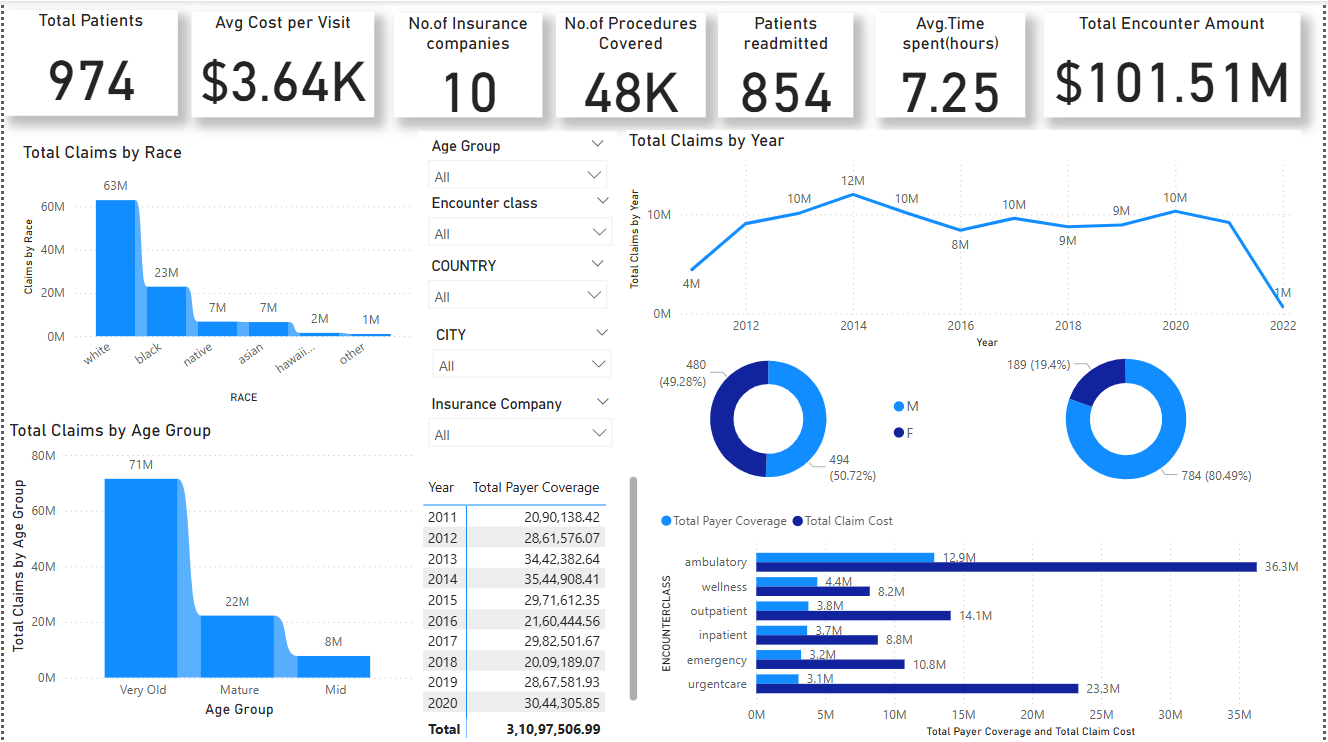 Total Patients
974
Avg Cost per Visit
$3.64K
No.of Insurance
companies
10
No.of Procedures
Covered
48K
Patients
readmitted
854
Avg.Time
spent(hours)
7.25
Total Encounter Amount
$101.51M
Total Claims by Race
Claims by Race
60M
40M
20M
0M
63M
23M
7M
7M
2M
1M
white
black
native
asian
hawaii...
other
RACE
Total Claims by Age Group
Total Claims by Age Group
80M
60M
40M
20M
0M
71M
22M
8M
Very Old
Mature
Mid
Age Group
Age Group
All
Encounter class
All
COUNTRY
All
CITY
All
Insurance Company
All
Year Total Payer Coverage
2011 20,90,138.42
2012 28,61,576.07
2013 34,42,382.64
2014 35,44,908.41
2015 29,71,612.35
2016 21,60,444.56
2017 29,82,501.67
2018 20,09,189.07
2019 28,67,581.93
2020 30,44,305.85
Total 3,10,97,506.99
Total Claims by Year
Total Claims by Year
10M
0M
4M
10M
12M
10M
8M
10M
9M
9M
10M
1M
2012
2014
2016
2018
2020
2022
Year
480
(49.28%)
494
(50.72%)
M
F
189 (19.4%)
784 (80.49%)
Total Payer Coverage Total Claim Cost
ENCOUNTERCLASS
ambulatory 12.9M 36.3M
wellness 4.4M 8.2M
outpatient 3.8M 14.1M
inpatient 3.7M 8.8M
emergency 3.2M 10.8M
urgentcare 3.1M 23.3M
0M 5M 10M 15M 20M 25M 30M 35M
Total Payer Coverage and Total Claim Cost